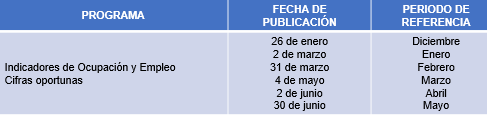 PROGRAMA
FECHA DE PUBLICACIÓN
PERIODO DE REFERENCIA
Indicadores de Ocupación y Empleo
Cifras oportunas
26 de enero Diciembre
2 de marzo Enero
31 de marzo Febrero
4 de mayo Marzo
2 de junio Abril
30 de junio Mayo